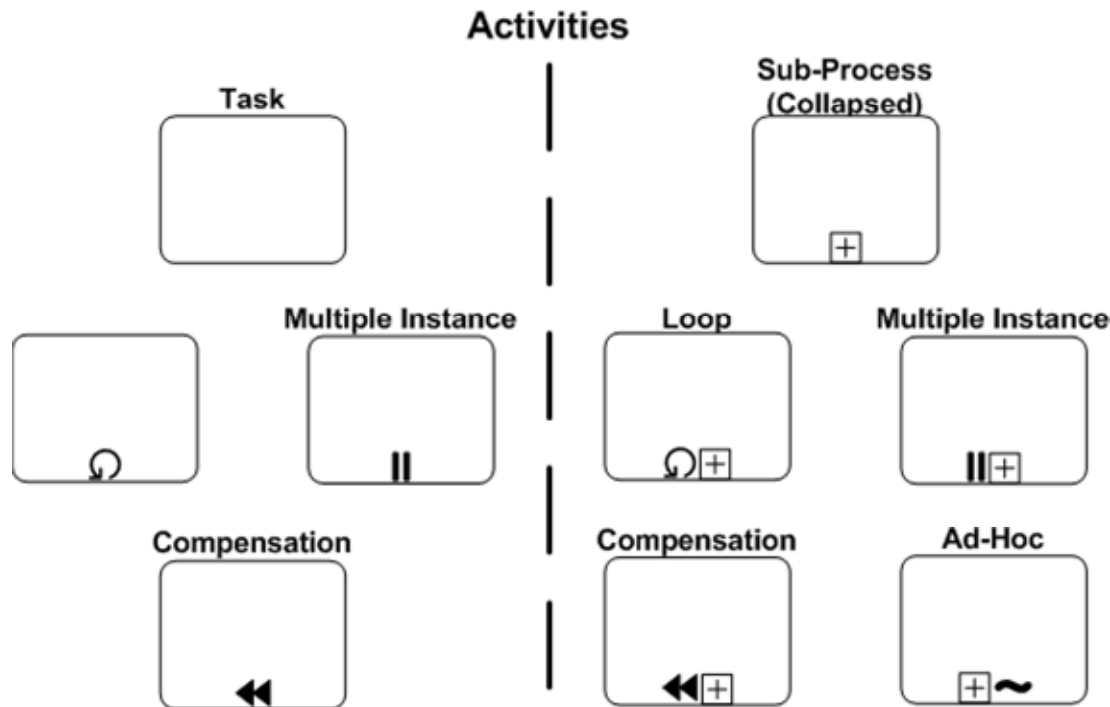 Activities
Task
Sub-Process
(Collapsed)
Multiple Instance
Loop
Multiple Instance
Compensation
Compensation
Ad-Hoc